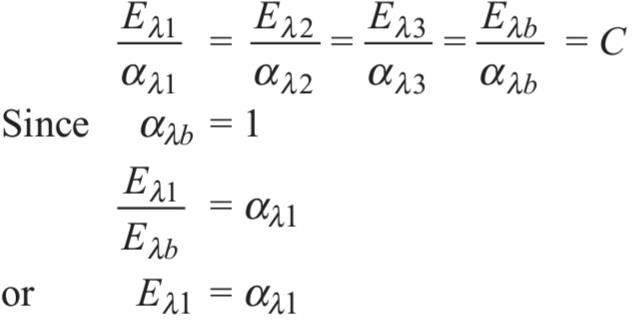 E_λ1/α_λ1 = E_λ2/α_λ2 = E_λ3/α_λ3 = E_λb/α_λb = C
Since α_λb = 1
E_λ1/E_λb = α_λ1
or E_λ1 = α_λ1